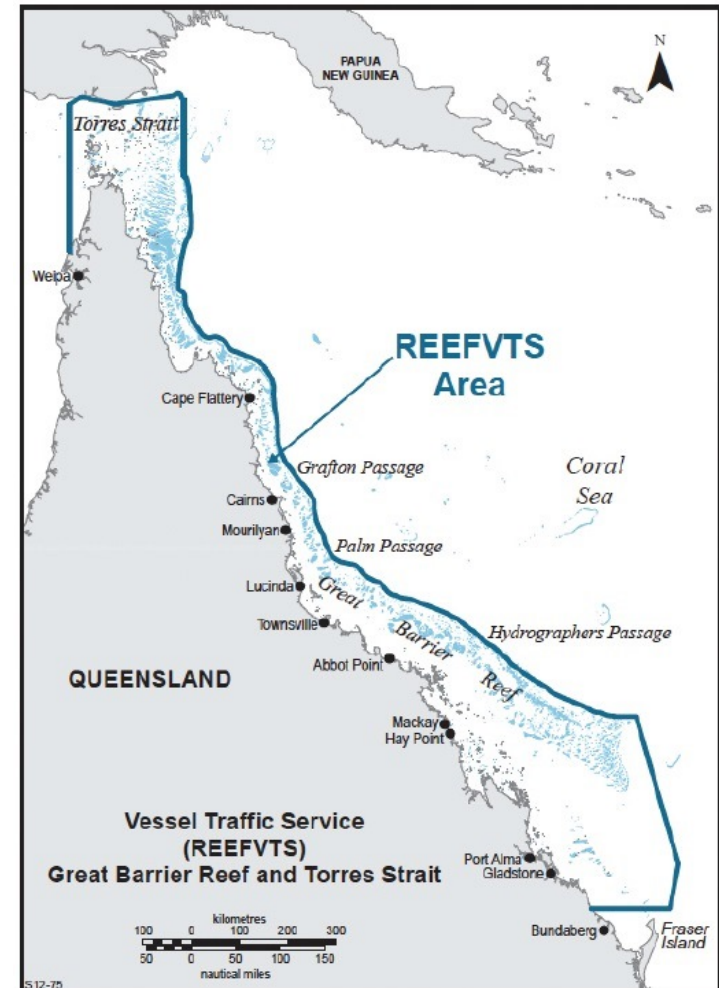 N
PAPUA
NEW GUINEA
Torres Strait
Weipa
REEFVTS
Area
Cape Flattery
Grafton Passage
Coral
Sea
Cairns
Mourilyan
Palm Passage
Lucinda
Great
Townsville
Barrier
Hydrographers Passage
Abbot Point
Reef
QUEENSLAND
Mackay
Hay Point
Vessel Traffic Service
(REEFVTS)
Great Barrier Reef and Torres Strait
Port Alma
Gladstone
kilometres
100 0 100 200 300
50 0 50 100 150
nautical miles
Bundaberg
Fraser
Island
S12-75